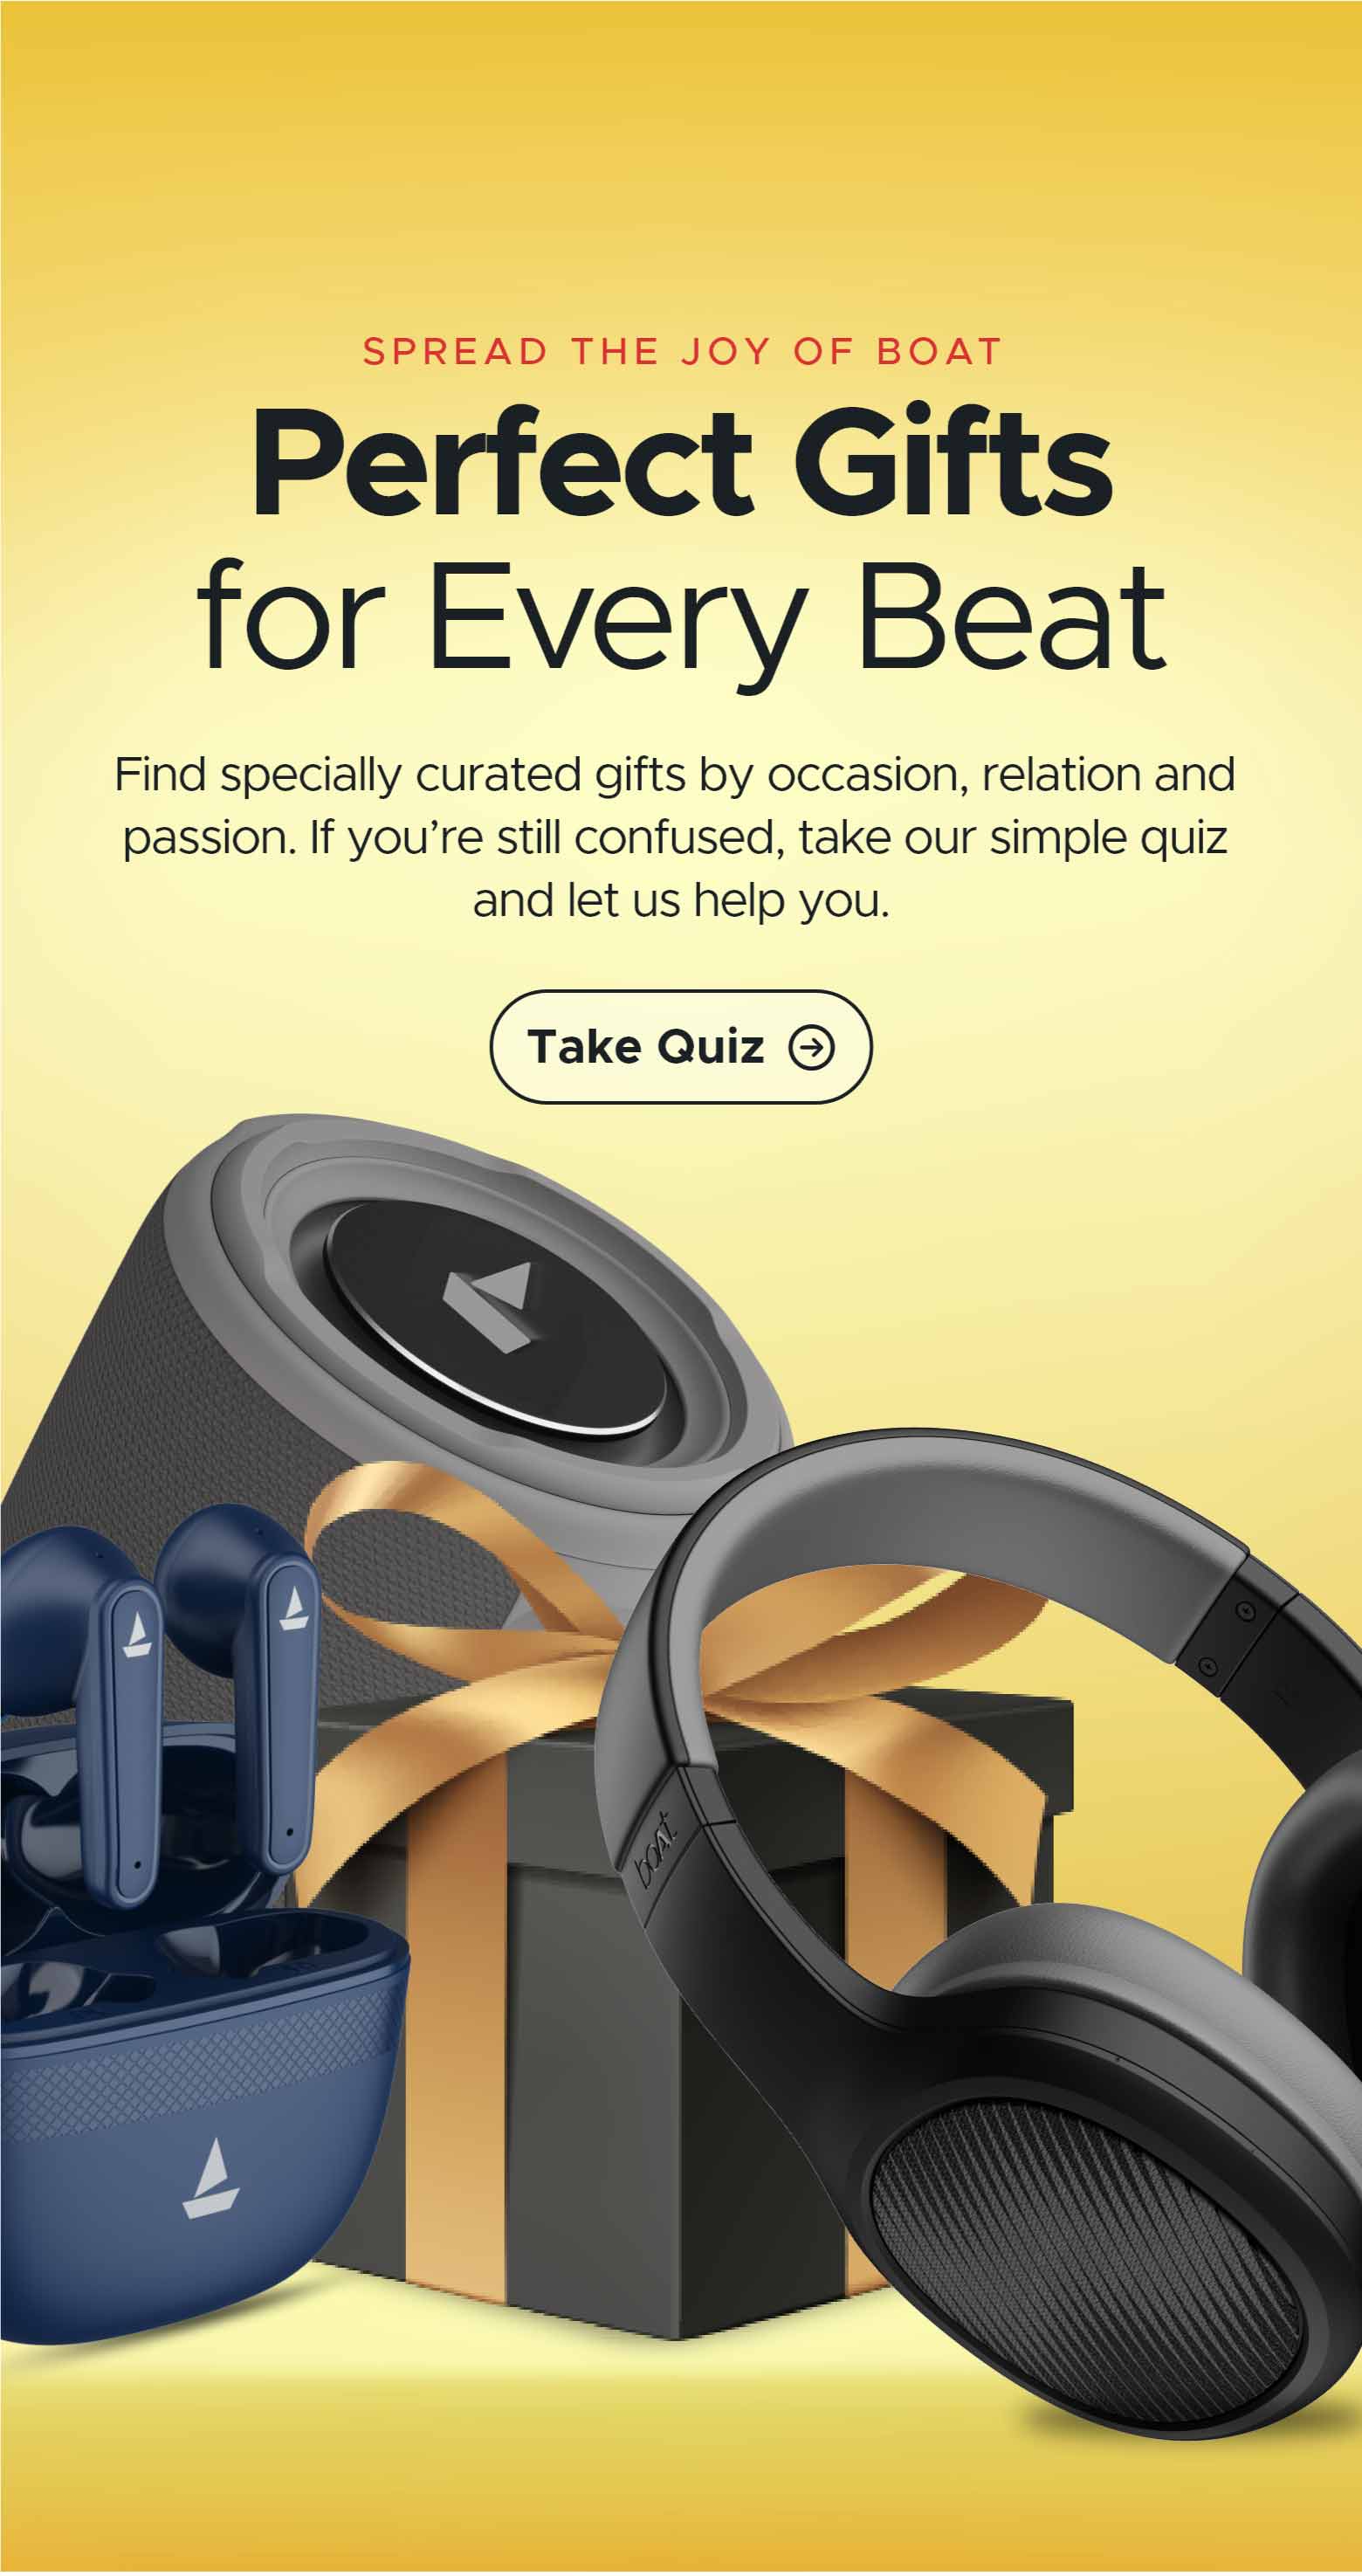 SPREAD THE JOY OF BOAT
Perfect Gifts
for Every Beat
Find specially curated gifts by occasion, relation and
passion. If you’re still confused, take our simple quiz
and let us help you.
Take Quiz
boAt